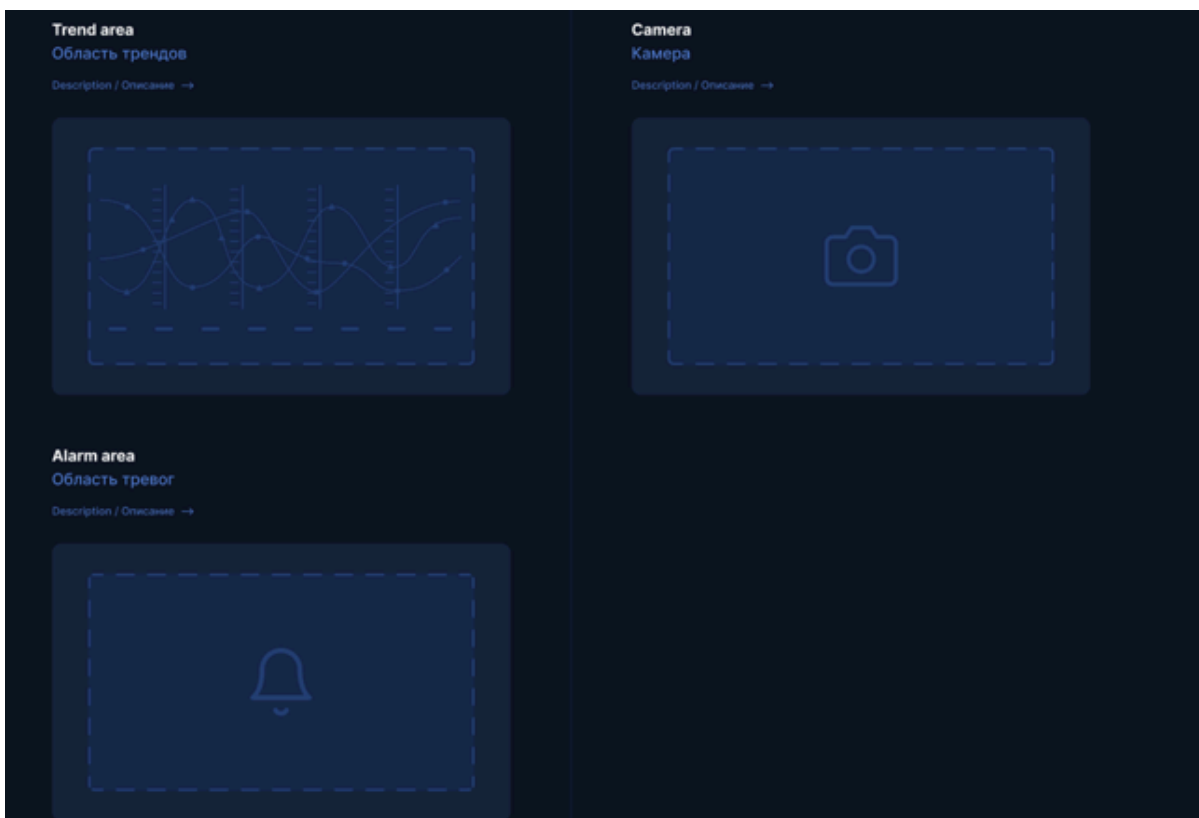 Trend area
Область трендов
Description / Описание →
Camera
Камера
Description / Описание →
Alarm area
Область тревог
Description / Описание →